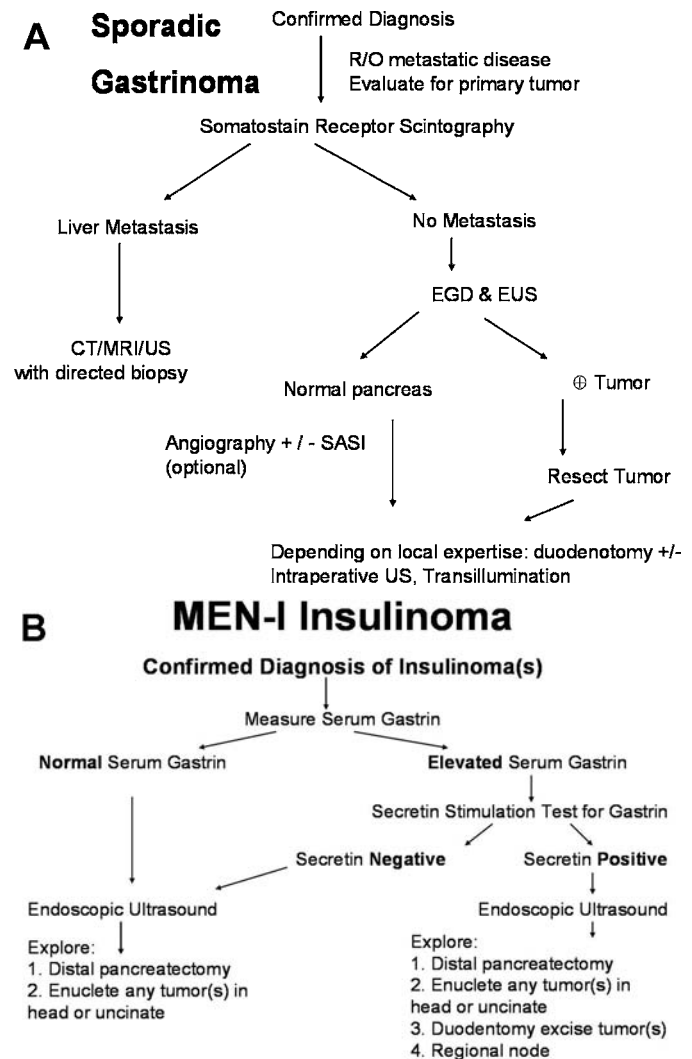 A
Sporadic
Gastrinoma
Confirmed Diagnosis
R/O metastatic disease
Evaluate for primary tumor
Somatostain Receptor Scintography
Liver Metastasis
No Metastasis
EGD & EUS
CT/MRI/US
with directed biopsy
Normal pancreas
⊕ Tumor
Angiography + / - SASI
(optional)
Resect Tumor
Depending on local expertise: duodenotomy +/-
Intraperative US, Transillumination
B
MEN-I Insulinoma
Confirmed Diagnosis of Insulinoma(s)
Measure Serum Gastrin
Normal Serum Gastrin
Elevated Serum Gastrin
Secretin Stimulation Test for Gastrin
Secretin Negative
Secretin Positive
Endoscopic Ultrasound
Endoscopic Ultrasound
Explore:
1. Distal pancreatectomy
2. Enuclete any tumor(s) in
head or uncinate
Explore:
1. Distal pancreatectomy
2. Enuclete any tumor(s) in
head or uncinate
3. Duodentomy excise tumor(s)
4. Regional node